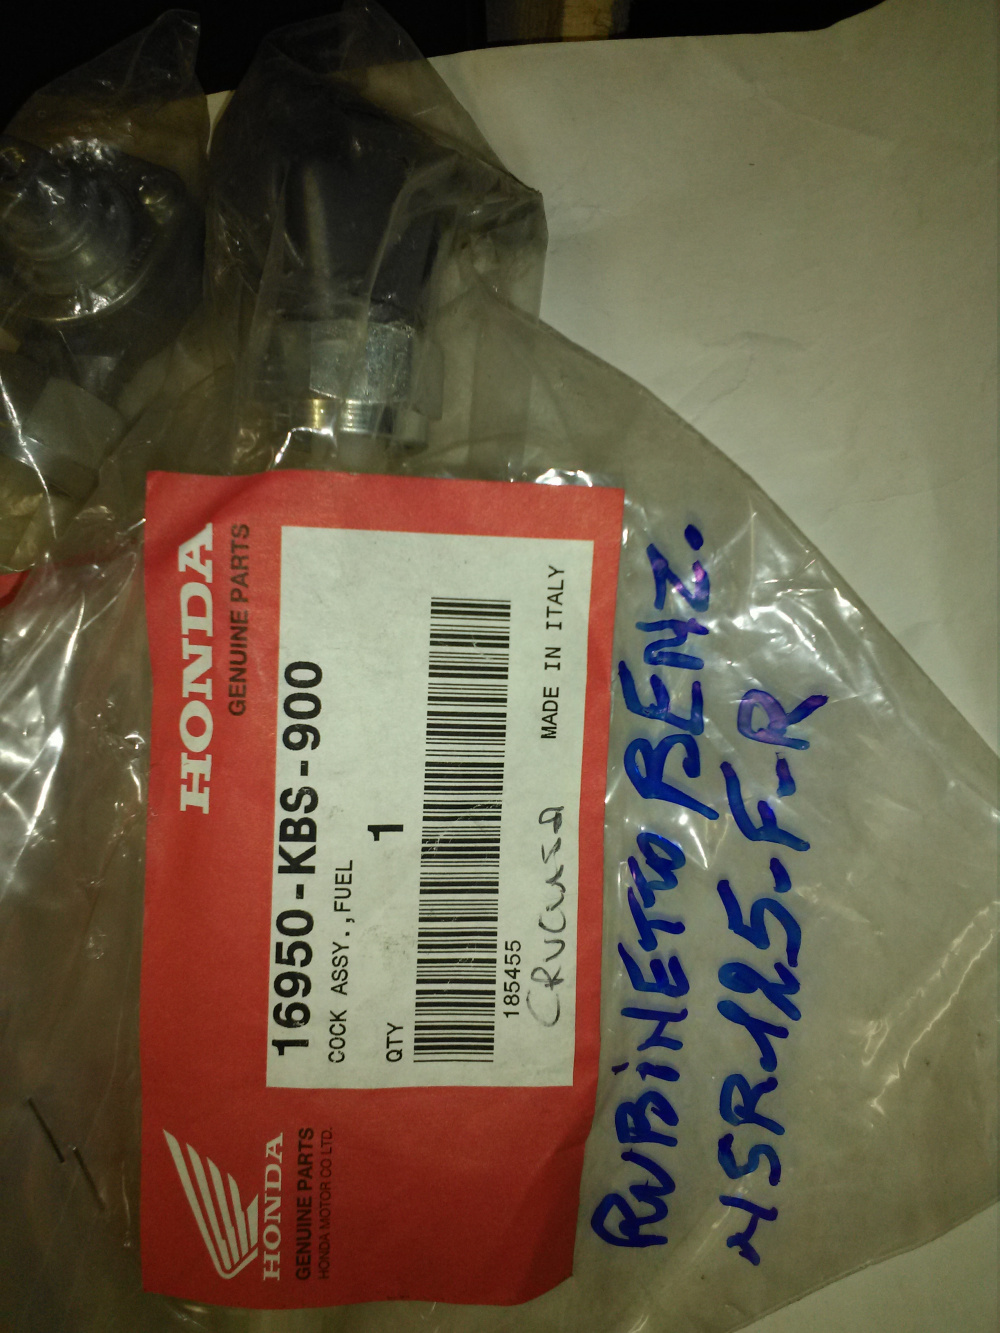 HONDA
GENUINE PARTS
16950-KBS-900
COCK ASSY.,FUEL
QTY 1
185455 MADE IN ITALY
HONDA
GENUINE PARTS
HONDA MOTOR CO LTD.
RUBINETTO BENZ.
NSR-125-F-R